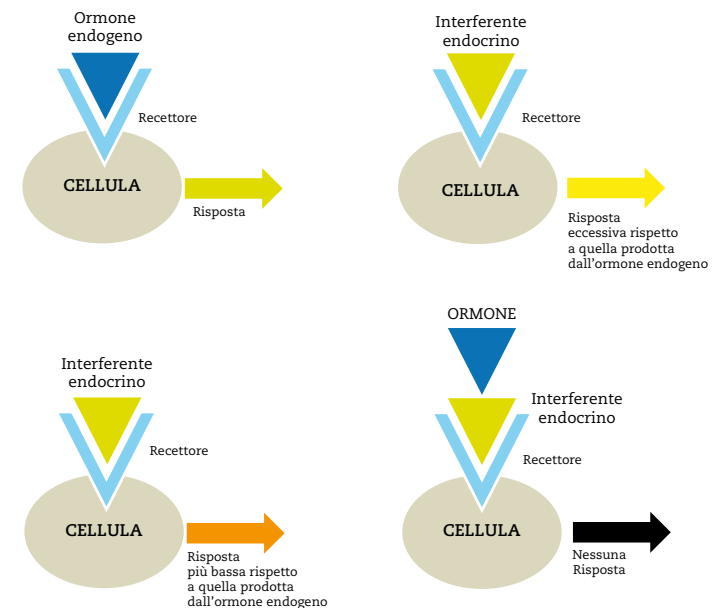 Ormone
endogeno
Recettore
CELLULA
Risposta
Interferente
endocrino
Recettore
CELLULA
Risposta
eccessiva rispetto
a quella prodotta
dall'ormone endogeno
Interferente
endocrino
Recettore
CELLULA
Risposta
più bassa rispetto
a quella prodotta
dall'ormone endogeno
ORMONE
Interferente
endocrino
Recettore
CELLULA
Nessuna
Risposta